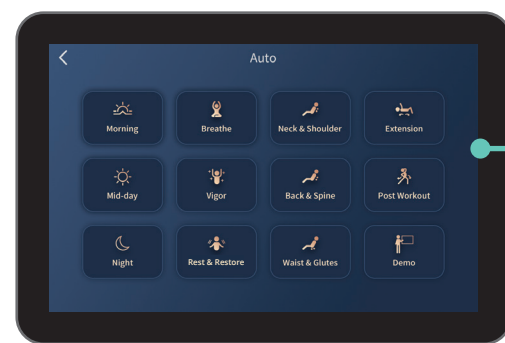 Auto
Morning
Breathe
Neck & Shoulder
Extension
Mid-day
Vigor
Back & Spine
Post Workout
Night
Rest & Restore
Waist & Glutes
Demo